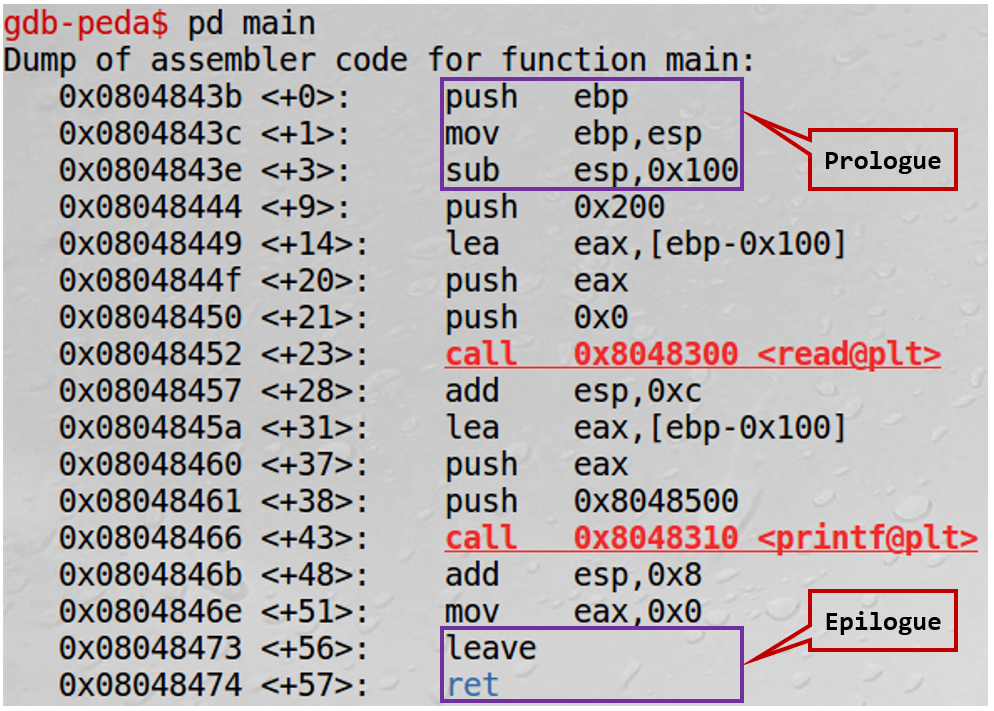 gdb-peda$ pd main
Dump of assembler code for function main:
0x0804843b <+0>: push ebp
0x0804843c <+1>: mov ebp,esp
0x0804843e <+3>: sub esp,0x100
Prologue
0x08048444 <+9>: push 0x200
0x08048449 <+14>: lea eax,[ebp-0x100]
0x0804844f <+20>: push eax
0x08048450 <+21>: push 0x0
0x08048452 <+23>: call 0x8048300 <read@plt>
0x08048457 <+28>: add esp,0xc
0x0804845a <+31>: lea eax,[ebp-0x100]
0x08048460 <+37>: push eax
0x08048461 <+38>: push 0x8048500
0x08048466 <+43>: call 0x8048310 <printf@plt>
0x0804846b <+48>: add esp,0x8
0x0804846e <+51>: mov eax,0x0
Epilogue
0x08048473 <+56>: leave
0x08048474 <+57>: ret